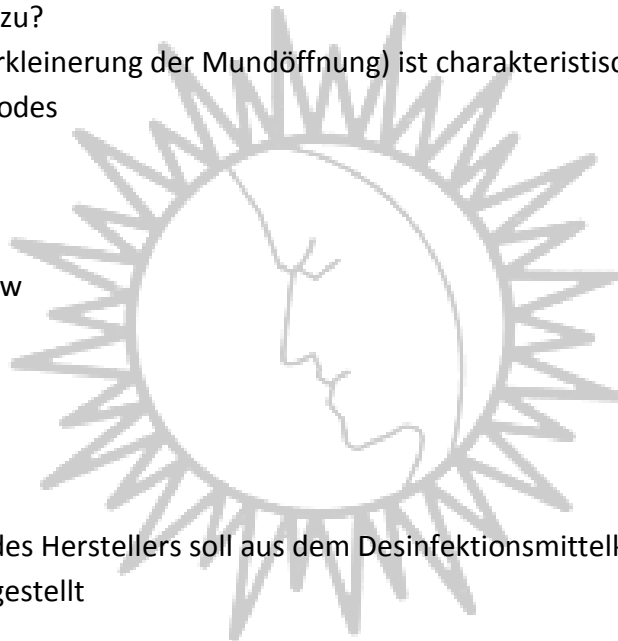 zu?
rkleinerung der Mundöffnung) ist charakteristisc
odes
w
des Herstellers soll aus dem Desinfektionsmittelk
gestellt